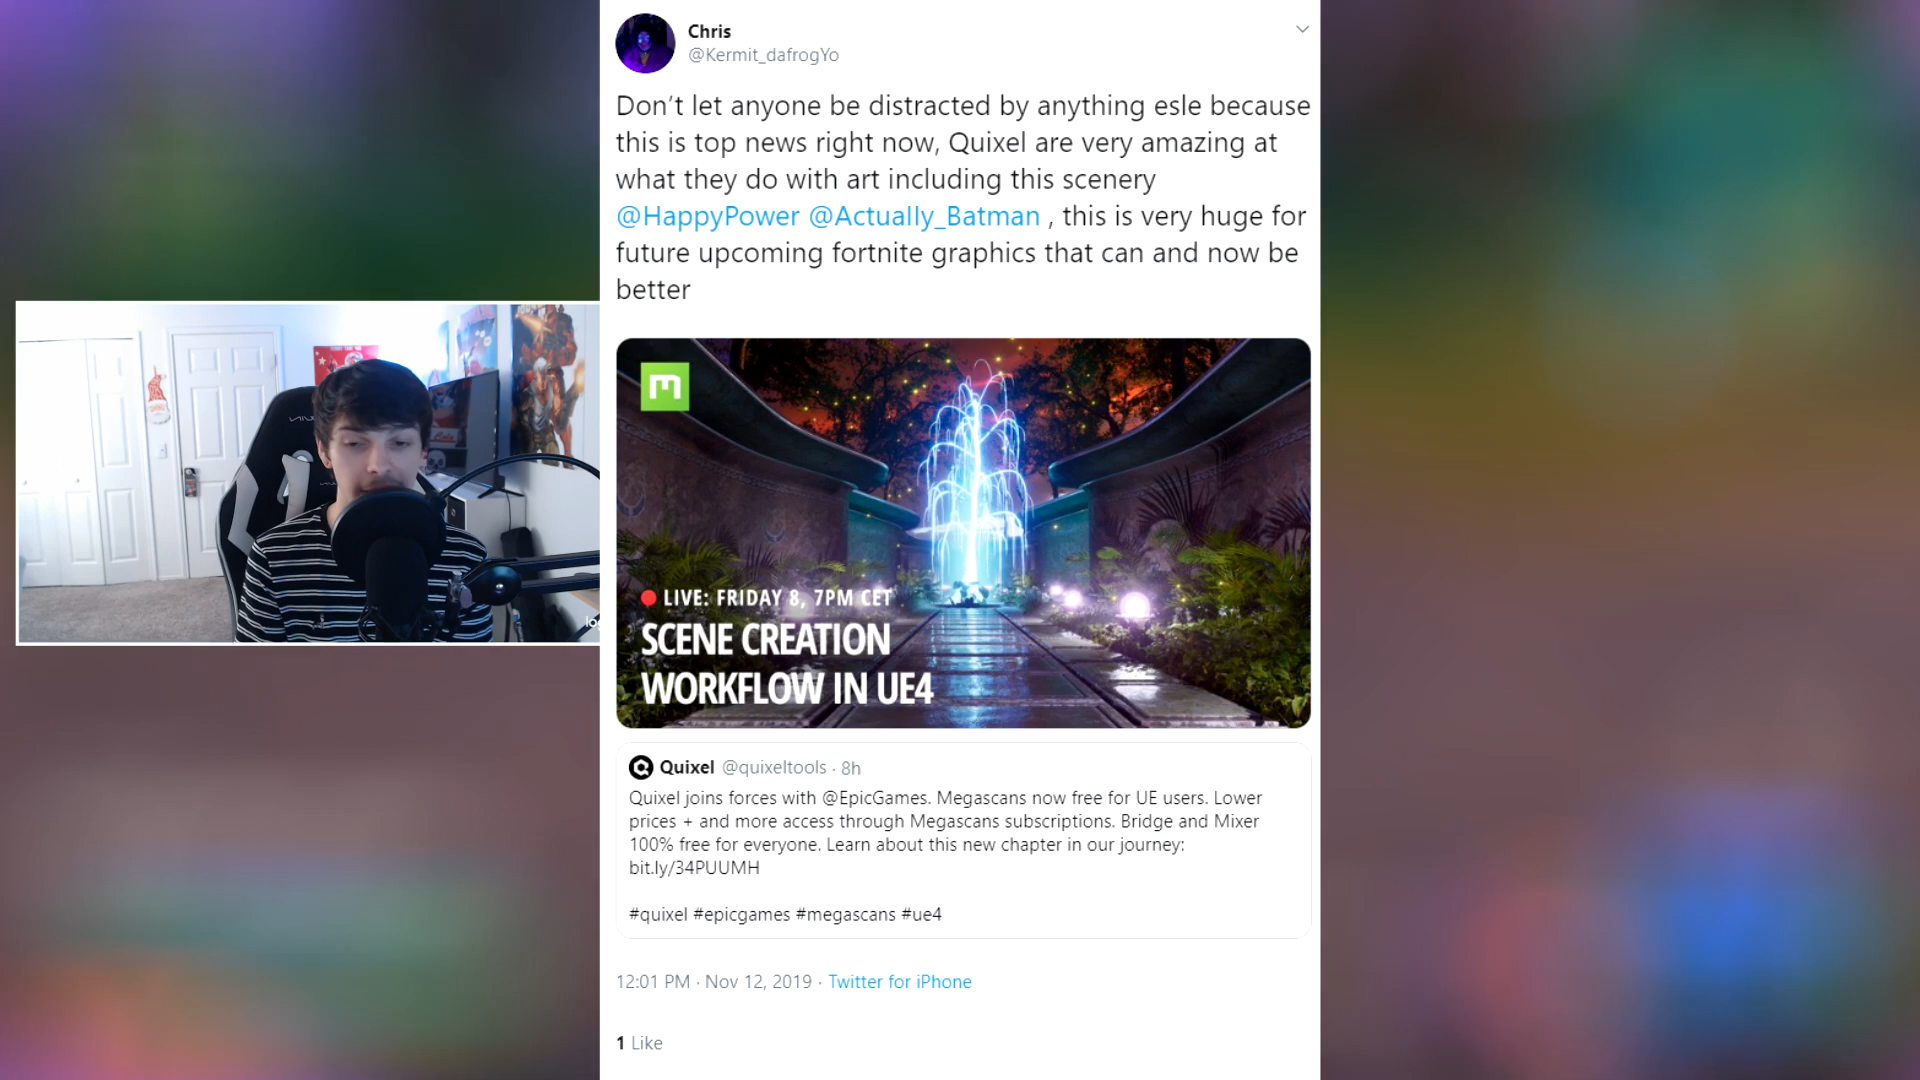 Chris
@Kermit_dafrogYo
Don’t let anyone be distracted by anything esle because
this is top news right now, Quixel are very amazing at
what they do with art including this scenery
@HappyPower @Actually_Batman , this is very huge for
future upcoming fortnite graphics that can and now be
better
m
LIVE: FRIDAY 8, 7PM CET
SCENE CREATION
WORKFLOW IN UE4
Quixel @quixeltools · 8h
Quixel joins forces with @EpicGames. Megascans now free for UE users. Lower
prices + and more access through Megascans subscriptions. Bridge and Mixer
100% free for everyone. Learn about this new chapter in our journey:
bit.ly/34PUUMH
#quixel #epicgames #megascans #ue4
12:01 PM · Nov 12, 2019 · Twitter for iPhone
1 Like